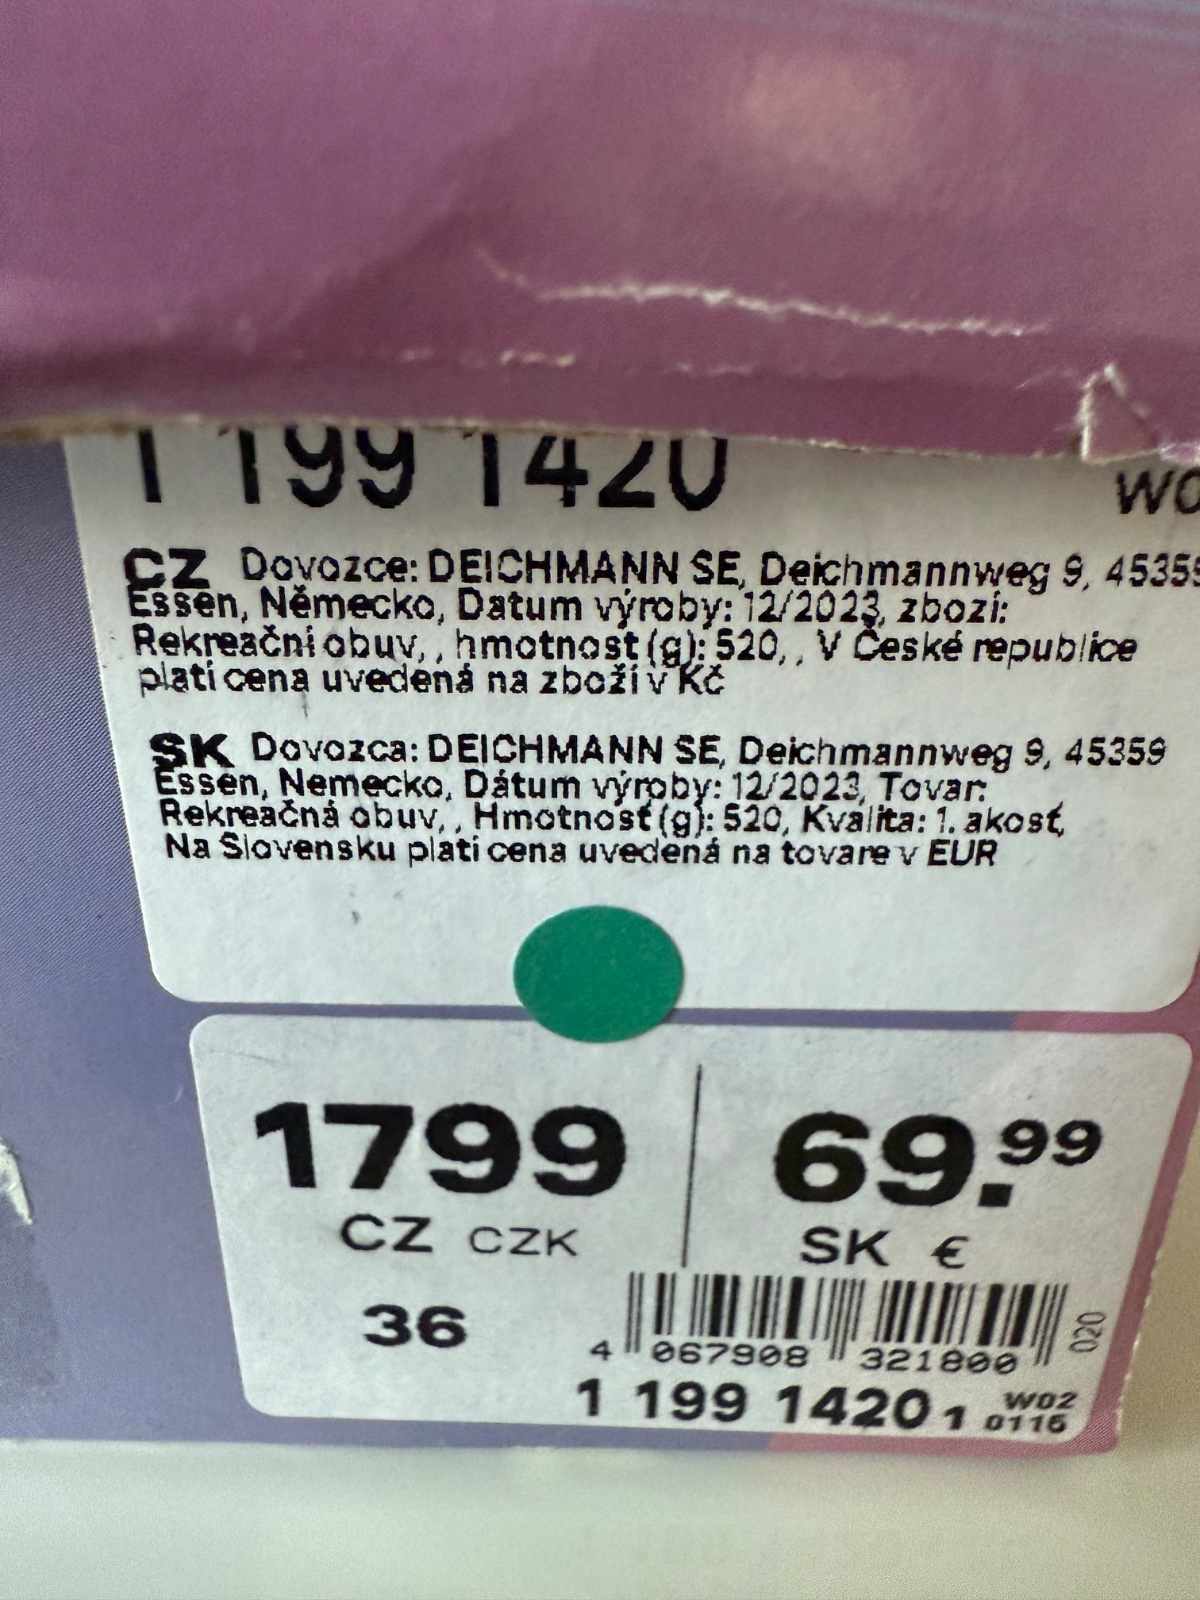 1 199 1420
W0
CZ Dovozce: DEICHMANN SE, Deichmannweg 9, 45359
Essen, Německo, Datum výroby: 12/2023, zboží:
Rekreační obuv, , hmotnost (g): 520, , V České republice
platí cena uvedená na zboží v Kč
SK Dovozca: DEICHMANN SE, Deichmannweg 9, 45359
Essen, Nemecko, Dátum výroby: 12/2023, Tovar:
Rekreačná obuv, , Hmotnosť (g): 520, Kvalita: 1. akosť,
Na Slovensku platí cena uvedená na tovare v EUR
1799
CZ CZK
69.99
SK €
36
020
4 067908 321800
1 199 1420 1 W02
0115